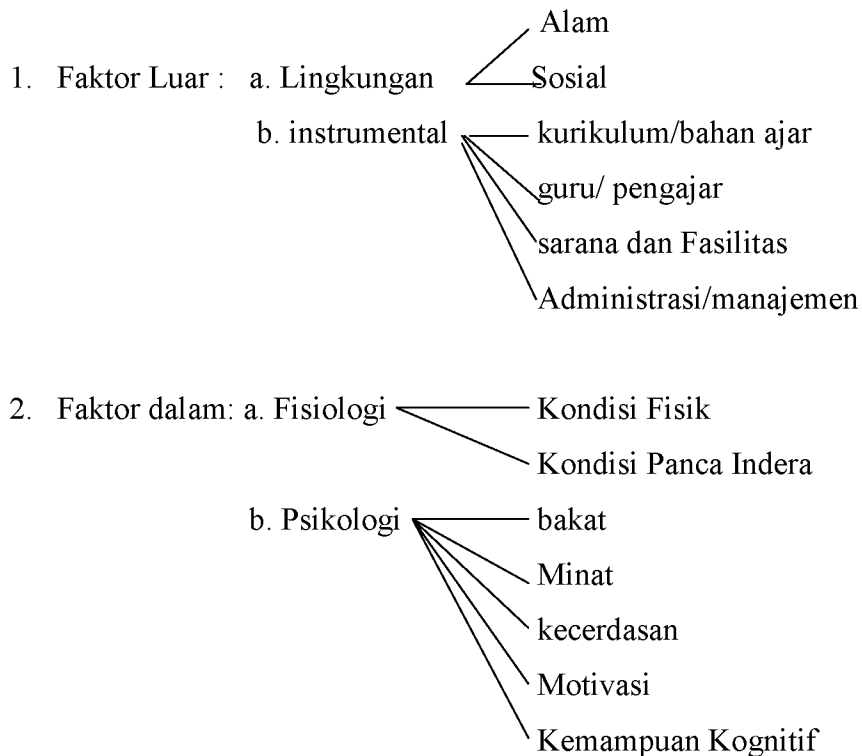 Alam
1. Faktor Luar : a. Lingkungan Sosial
b. instrumental kurikulum/bahan ajar
guru/ pengajar
sarana dan Fasilitas
Administrasi/manajemen
2. Faktor dalam: a. Fisiologi Kondisi Fisik
Kondisi Panca Indera
b. Psikologi bakat
Minat
kecerdasan
Motivasi
Kemampuan Kognitif